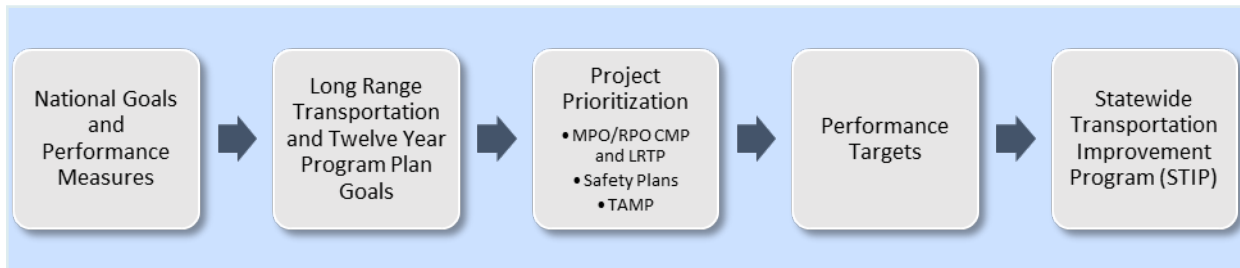 National Goals
and
Performance
Measures
Long Range
Transportation
and Twelve Year
Program Plan
Goals
Project
Prioritization
• MPO/RPO CMP
and LRTP
• Safety Plans
• TAMP
Performance
Targets
Statewide
Transportation
Improvement
Program (STIP)